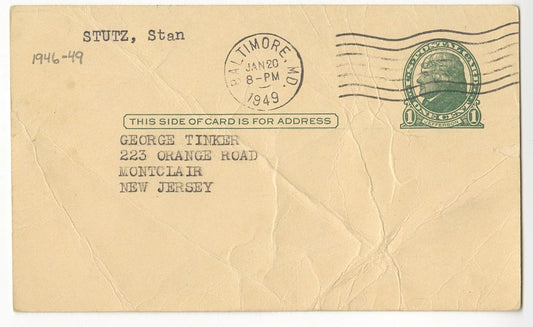 STUTZ, Stan
1946-49
BALTIMORE, MD.
JAN 20
8-PM
1949
U.S. POSTAGE
1 ONE CENT 1
JEFFERSON
THIS SIDE OF CARD IS FOR ADDRESS
GEORGE TINKER
223 ORANGE ROAD
MONTCLAIR
NEW JERSEY